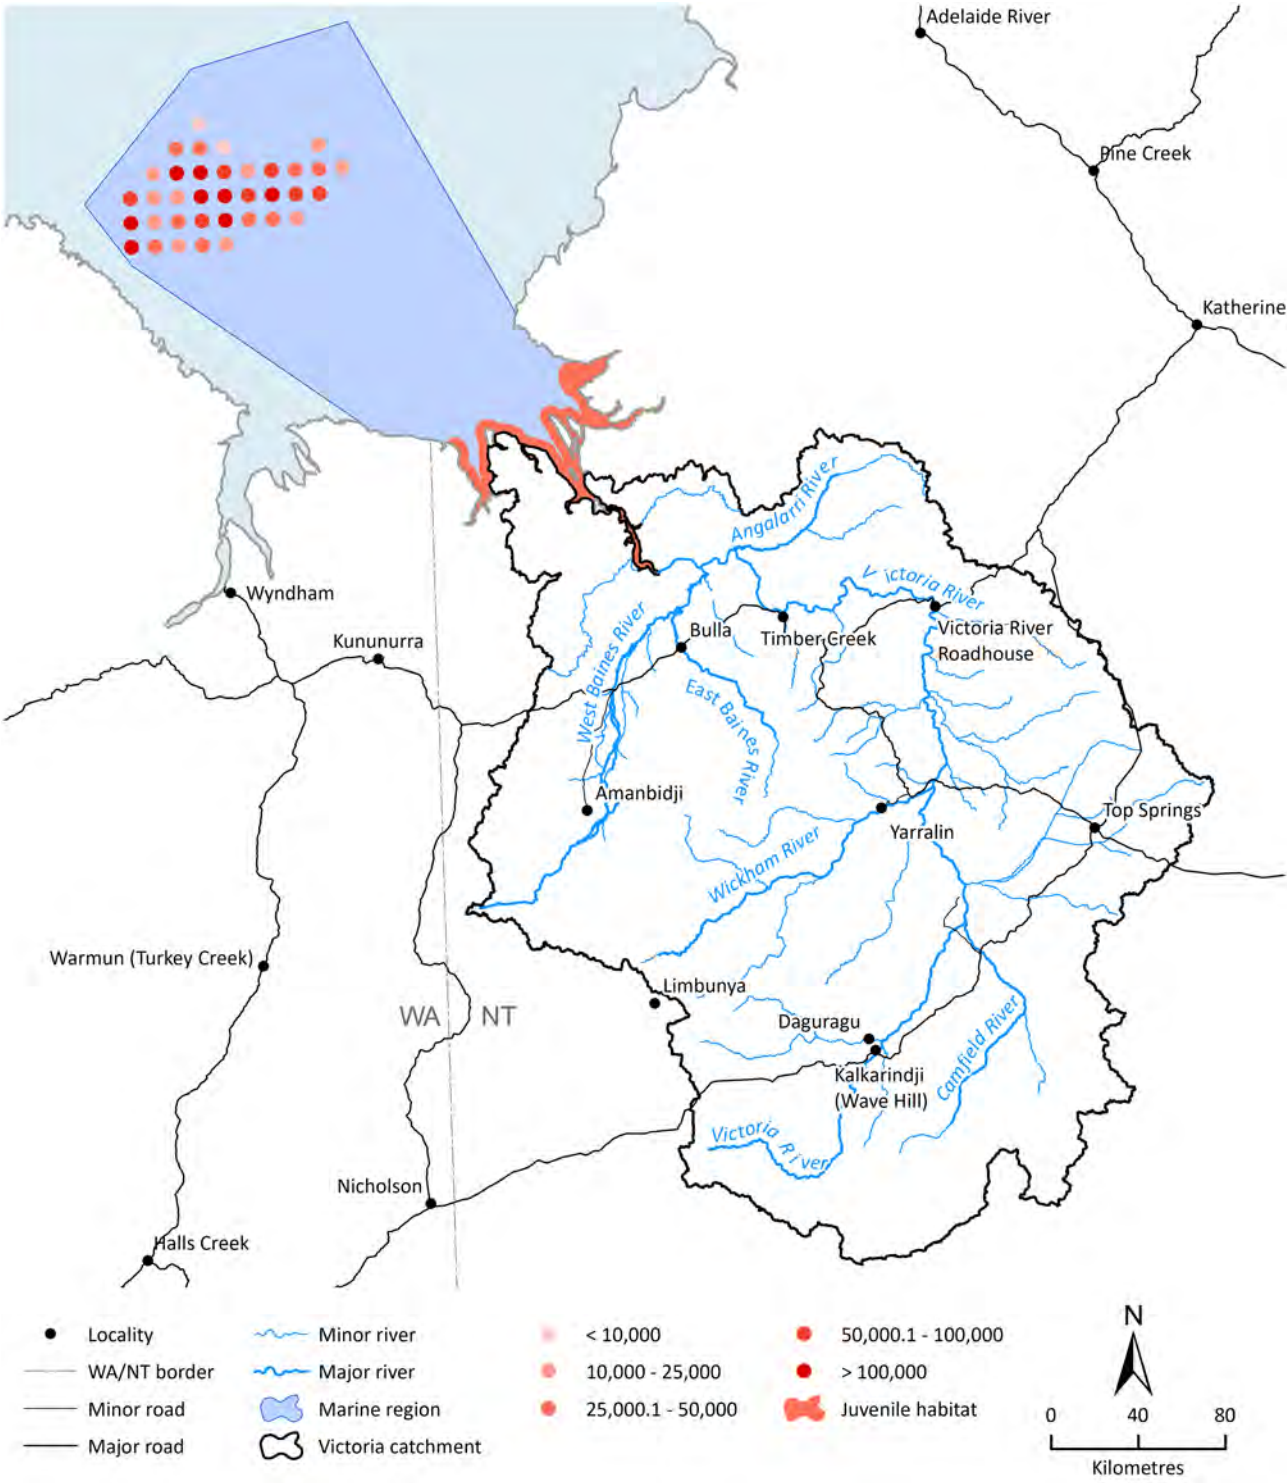 Adelaide River
Pine Creek
Katherine
Angalarri River
Victoria River
Wyndham
Kununurra
Bulla
Timber Creek
Victoria River
Roadhouse
West Baines River
East Baines River
Amanbidji
Top Springs
Yarralin
Wickham River
Warmun (Turkey Creek)
Limbunya
WA NT
Daguragu
Camfield River
Kalkarindji
(Wave Hill)
Victoria River
Nicholson
Halls Creek
Locality
WA/NT border
Minor road
Major road
Minor river
Major river
Marine region
Victoria catchment
< 10,000
10,000 - 25,000
25,000.1 - 50,000
50,000.1 - 100,000
> 100,000
Juvenile habitat
N
0 40 80
Kilometres